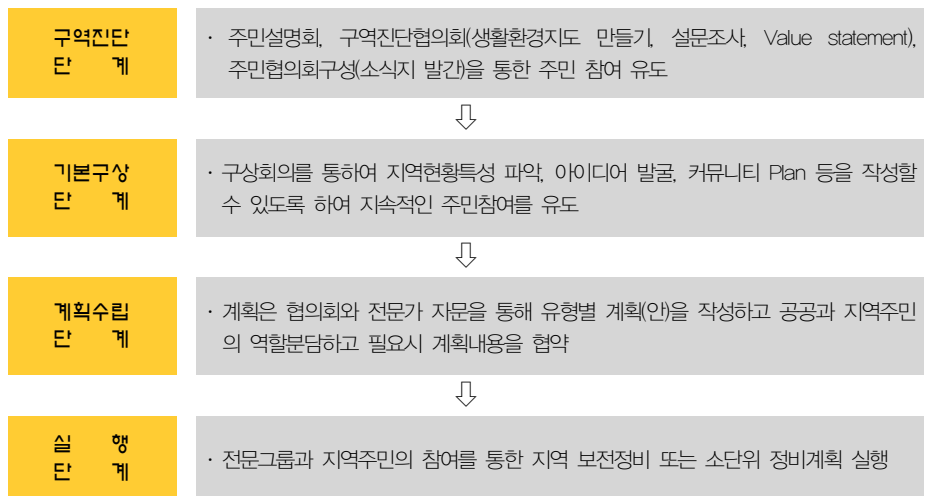 구역진단
단 계
· 주민설명회, 구역진단협의회(생활환경지도 만들기, 설문조사, Value statement),
주민협의회구성(소식지 발간)을 통한 주민 참여 유도
기본구상
단 계
· 구상회의를 통하여 지역현황특성 파악, 아이디어 발굴, 커뮤니티 Plan 등을 작성할
수 있도록 하여 지속적인 주민참여를 유도
계획수립
단 계
· 계획은 협의회와 전문가 자문을 통해 유형별 계획(안)을 작성하고 공공과 지역주민
의 역할분담하고 필요시 계획내용을 협약
실 행
단 계
· 전문그룹과 지역주민의 참여를 통한 지역 보전정비 또는 소단위 정비계획 실행